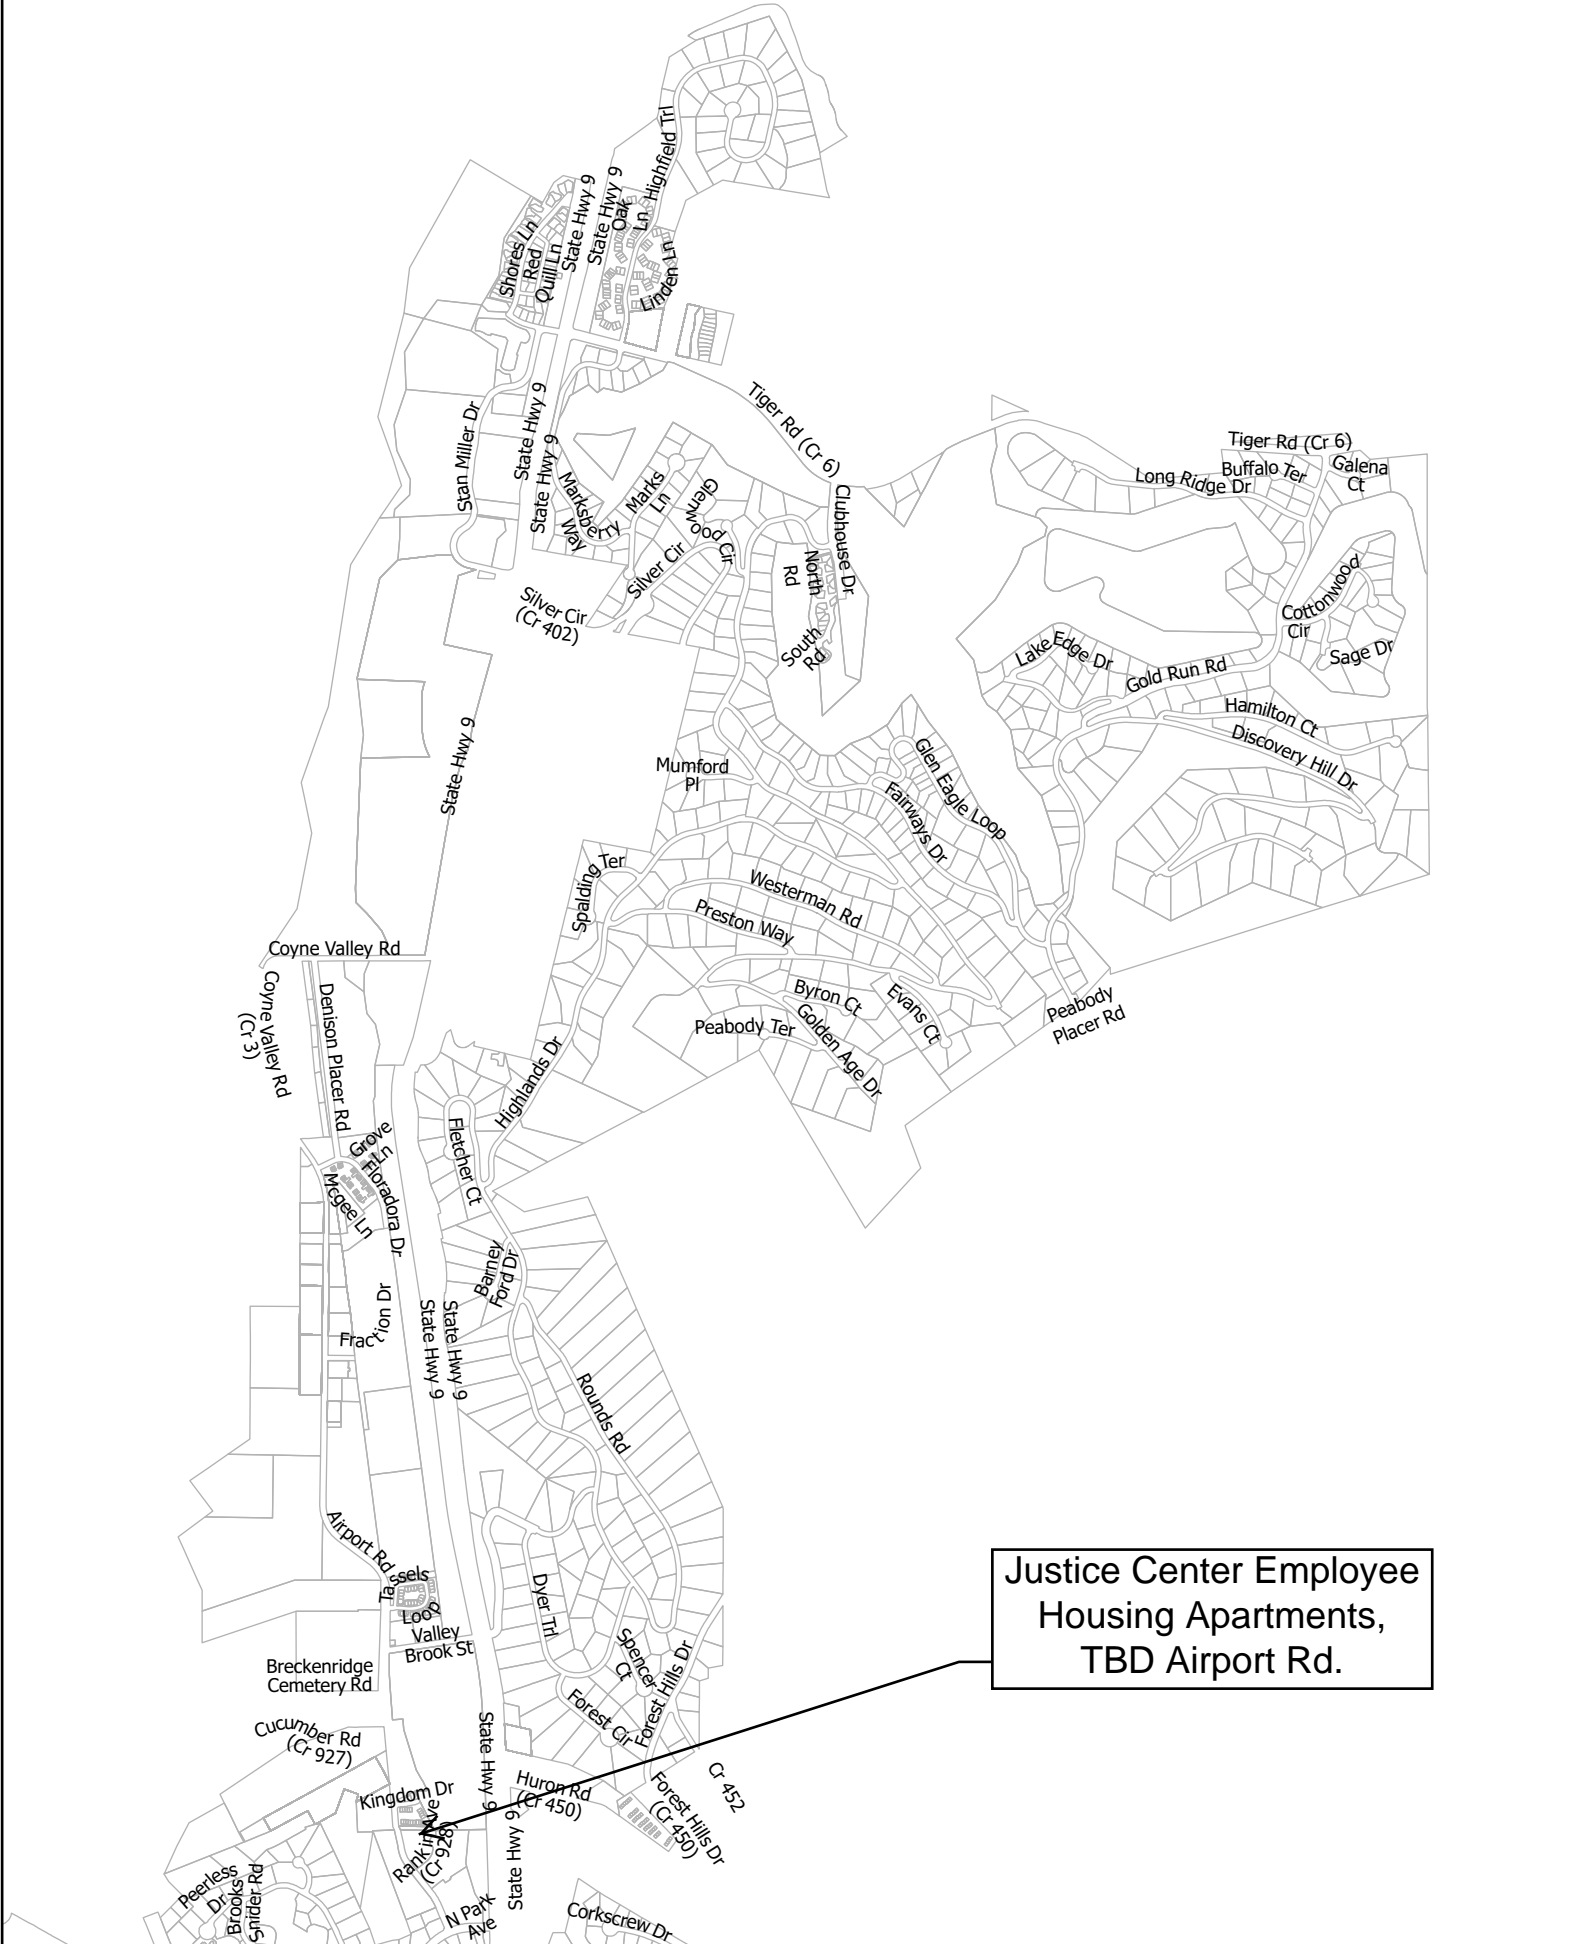 Highfield Trl
State Hwy 9
State Hwy 9
Oak
Ln
Shores Ln
Red
Quill Ln
Linden Ln
Tiger Rd (Cr 6)
Stan Miller Dr
State Hwy 9
State Hwy 9
Marksberry
Way
Marks
Ln
Glenwood Cir
Clubhouse Dr
Tiger Rd (Cr 6)
Buffalo Ter
Galena
Ct
Long Ridge Dr
Silver Cir
Silver Cir
(Cr 402)
North
Rd
South
Rd
Cottonwood
Cir
Sage Dr
Lake Edge Dr
Gold Run Rd
Hamilton Ct
Discovery Hill Dr
State Hwy 9
Mumford
Pl
Glen Eagle Loop
Fairways Dr
Spalding Ter
Westerman Rd
Preston Way
Coyne Valley Rd
Coyne Valley Rd
(Cr 3)
Denison Placer Rd
Byron Ct
Evans Ct
Peabody
Placer Rd
Peabody Ter
Golden Age Dr
Highlands Dr
Fletcher Ct
Grove
Ln
Floradora Dr
Mcgee Ln
Barney
Ford Dr
Fraction Dr
State Hwy 9
State Hwy 9
Rounds Rd
Airport Rd
Tassels
Loop
Valley
Brook St
Dyer Trl
Spencer
Ct
Forest Hills Dr
Forest Cir
Breckenridge
Cemetery Rd
Justice Center Employee
Housing Apartments,
TBD Airport Rd.
Cucumber Rd
(Cr 927)
State Hwy 9
Kingdom Dr
Huron Rd
(Cr 450)
Cr 452
Forest Hills Dr
(Cr 450)
Rankin Ave
(Cr 928)
State Hwy 9
Peerless
Dr
Brooks
Snider Rd
N Park
Ave
Corkscrew Dr